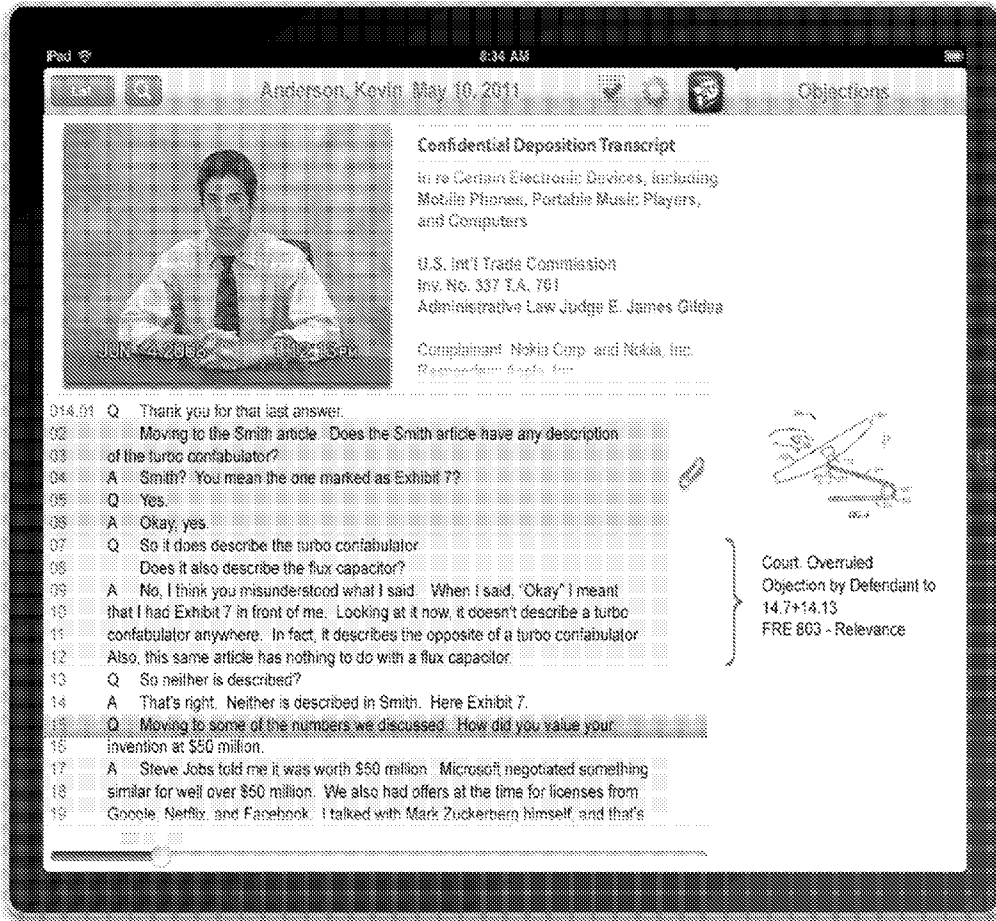 iPad
8:34 AM
List
Anderson, Kevin May 10, 2011
Objections
Confidential Deposition Transcript
In re Certain Electronic Devices, Including
Mobile Phones, Portable Music Players,
and Computers
U.S. Int'l Trade Commission
Inv. No. 337 T.A. 701
Administrative Law Judge E. James Gildea
Complainant Nokia Corp. and Nokia, Inc.
Respondent Apple, Inc.
014.01 Q Thank you for that last answer.
02 Moving to the Smith article. Does the Smith article have any description
03 of the turbo confabulator?
04 A Smith? You mean the one marked as Exhibit 7?
05 Q Yes.
06 A Okay, yes.
07 Q So it does describe the turbo confabulator
08 Does it also describe the flux capacitor?
09 A No, I think you misunderstood what I said. When I said, "Okay" I meant
10 that I had Exhibit 7 in front of me. Looking at it now, it doesn't describe a turbo
11 confabulator anywhere. In fact, it describes the opposite of a turbo confabulator
12 Also, this same article has nothing to do with a flux capacitor.
13 Q So neither is described?
14 A That's right. Neither is described in Smith. Here Exhibit 7.
15 Q Moving to some of the numbers we discussed. How did you value your
16 invention at $50 million.
17 A Steve Jobs told me it was worth $50 million Microsoft negotiated something
18 similar for well over $50 million. We also had offers at the time for licenses from
19 Google, Netflix, and Facebook. I talked with Mark Zuckerberg himself, and that's
Court: Overruled
Objection by Defendant to
14.7+14.13
FRE 803 - Relevance